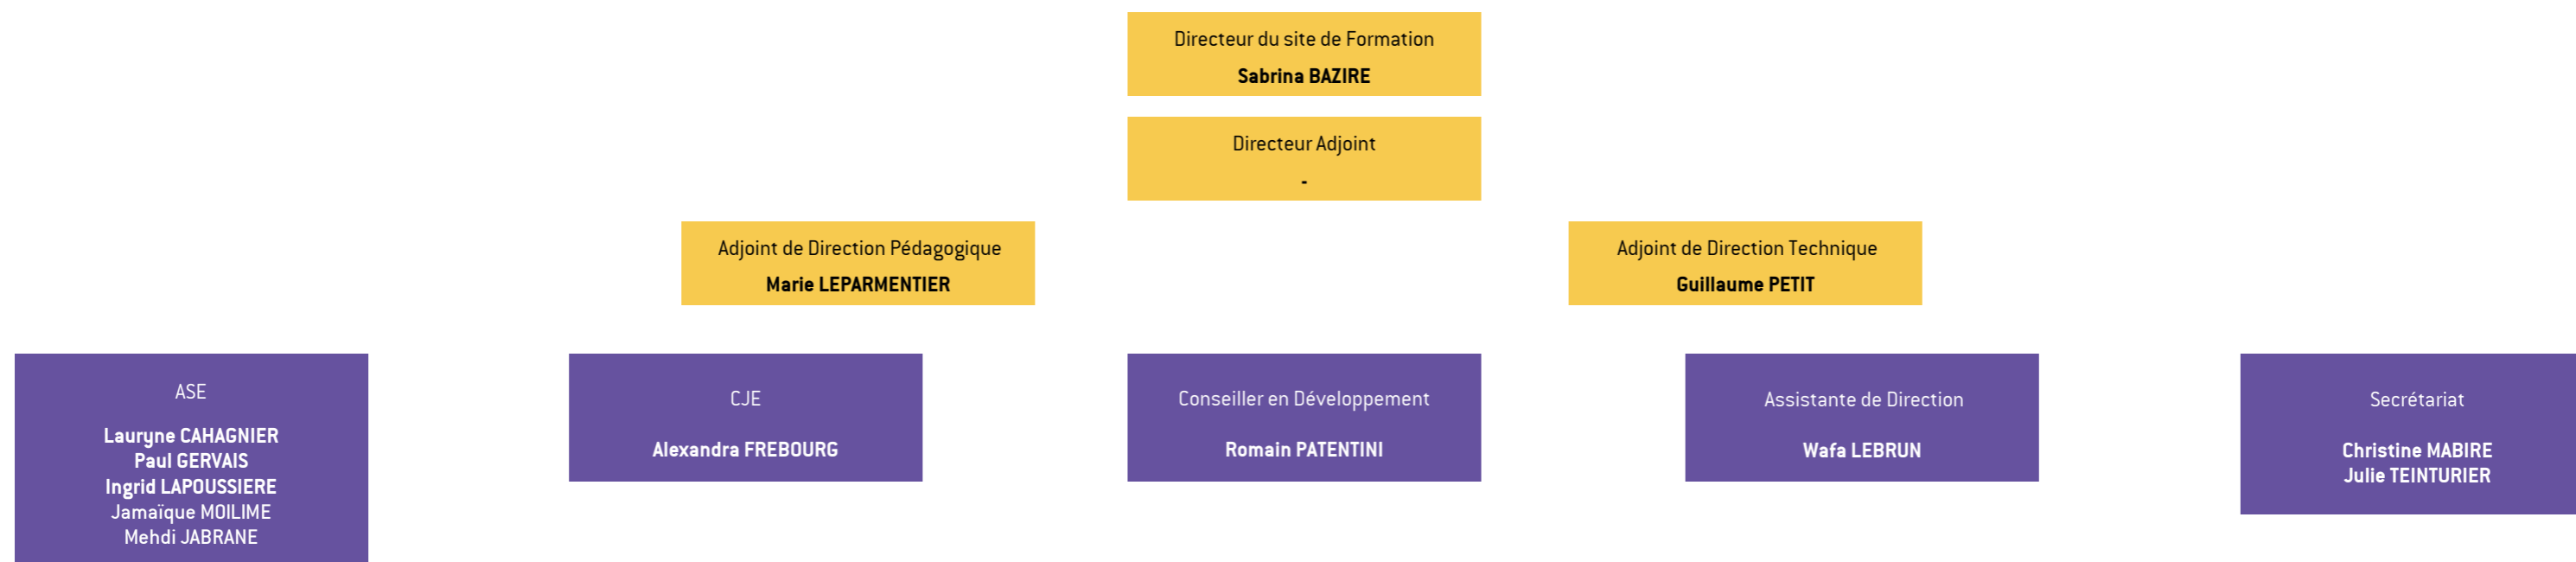 Directeur du site de Formation
Sabrina BAZIRE
Directeur Adjoint
-
Adjoint de Direction Pédagogique
Marie LEPARMENTIER
Adjoint de Direction Technique
Guillaume PETIT
ASE
Lauryne CAHAGNIER
Paul GERVAIS
Ingrid LAPOUSSIERE
Jamaïque MOILIME
Mehdi JABRANE
CJE
Alexandra FREBOURG
Conseiller en Développement
Romain PATENTINI
Assistante de Direction
Wafa LEBRUN
Secrétariat
Christine MABIRE
Julie TEINTURIER